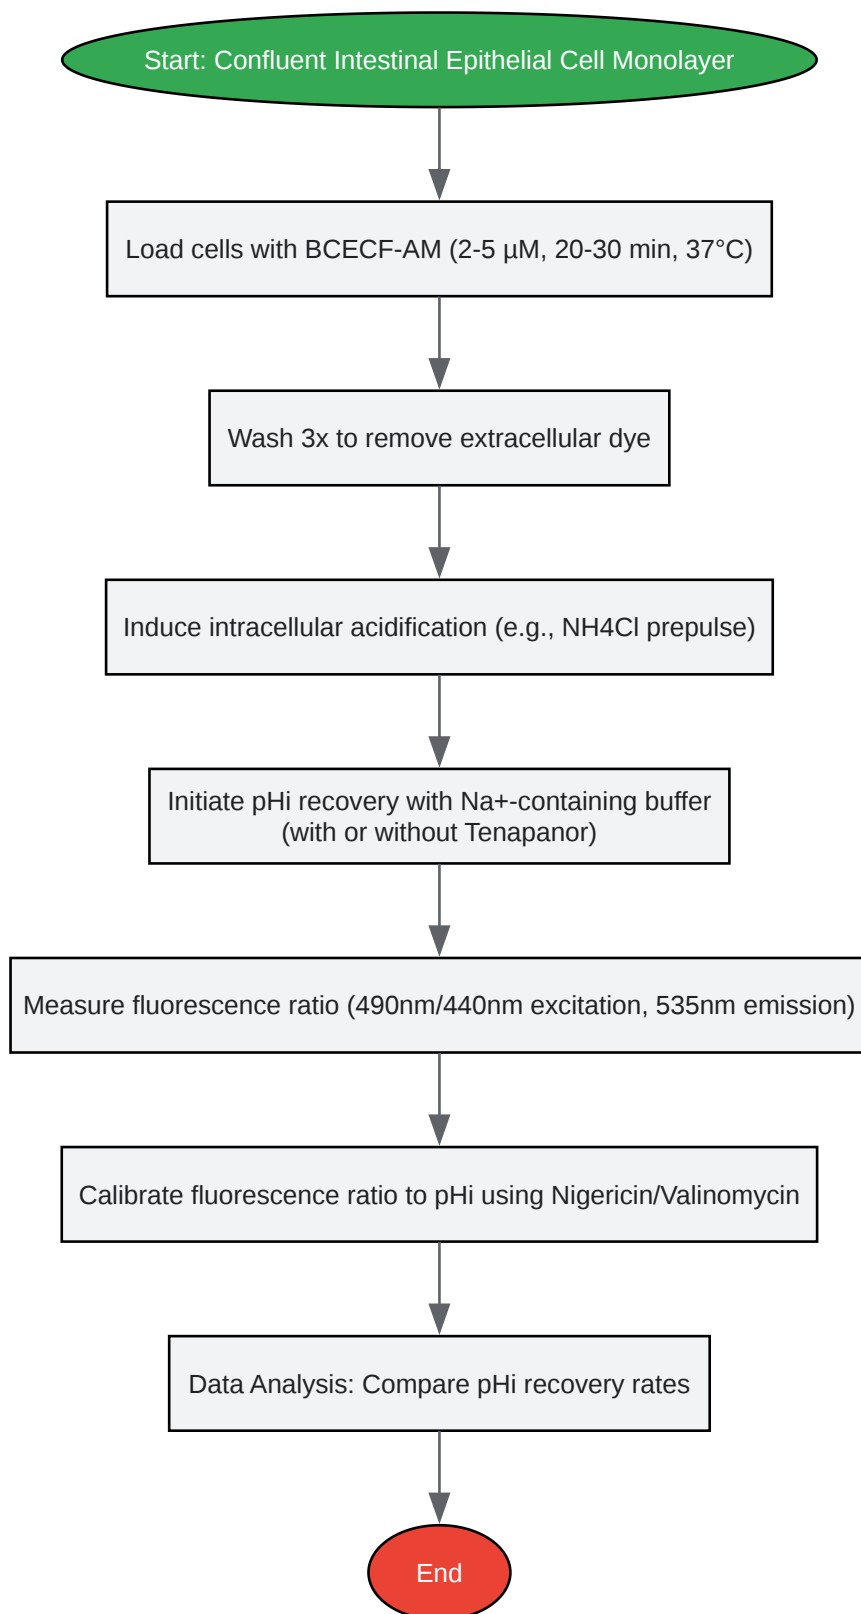 Start: Confluent Intestinal Epithelial Cell Monolayer
Load cells with BCECF-AM (2-5 µM, 20-30 min, 37°C)
Wash 3x to remove extracellular dye
Induce intracellular acidification (e.g., NH4Cl prepulse)
Initiate pHi recovery with Na+-containing buffer
(with or without Tenapanor)
Measure fluorescence ratio (490nm/440nm excitation, 535nm emission)
Calibrate fluorescence ratio to pHi using Nigericin/Valinomycin
Data Analysis: Compare pHi recovery rates
End